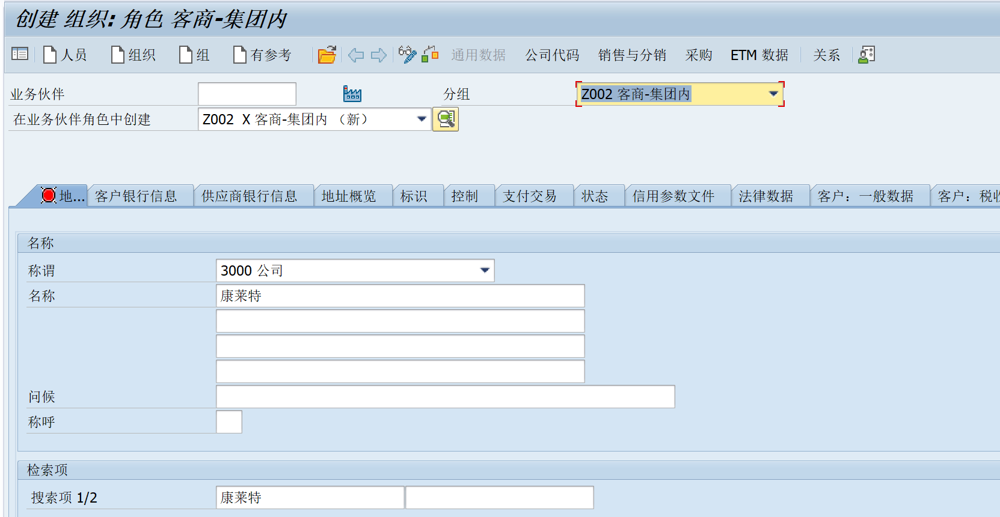 创建 组织: 角色 客商-集团内
人员 组织 组 有参考 通用数据 公司代码 销售与分销 采购 ETM 数据 关系
业务伙伴 分组 Z002 客商-集团内
在业务伙伴角色中创建 Z002 X 客商-集团内 （新）
地... 客户银行信息 供应商银行信息 地址概览 标识 控制 支付交易 状态 信用参数文件 法律数据 客户：一般数据 客户：税收
名称
称谓 3000 公司
名称 康莱特
问候
称呼
检索项
搜索项 1/2 康莱特